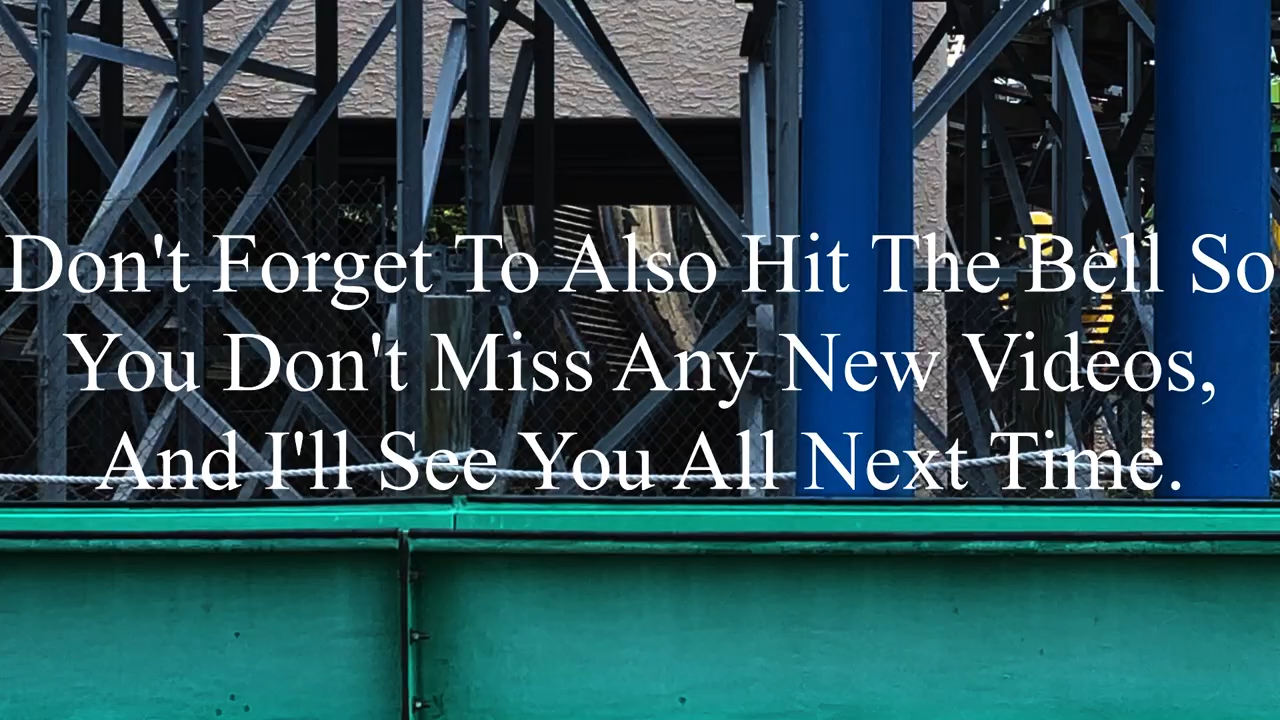 Don't Forget To Also Hit The Bell So
You Don't Miss Any New Videos,
And I'll See You All Next Time.